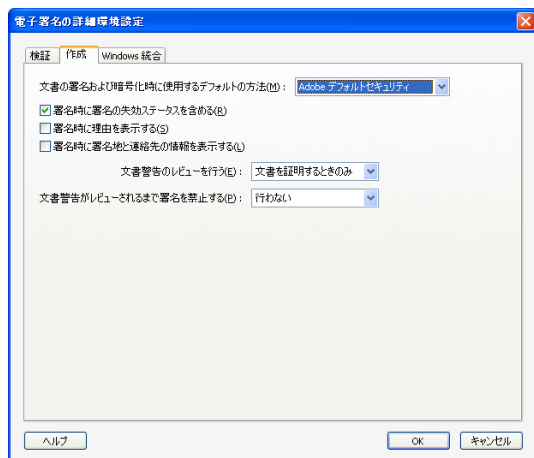 電子署名の詳細環境設定
検証 作成 Windows 統合
文書の署名および暗号化時に使用するデフォルトの方法(M)： Adobe デフォルトセキュリティ
署名時に署名の失効ステータスを含める(R)
署名時に理由を表示する(S)
署名時に署名地と連絡先の情報を表示する(L)
文書警告のレビューを行う(E)： 文書を証明するときのみ
文書警告がレビューされるまで署名を禁止する(P)： 行わない
ヘルプ OK キャンセル